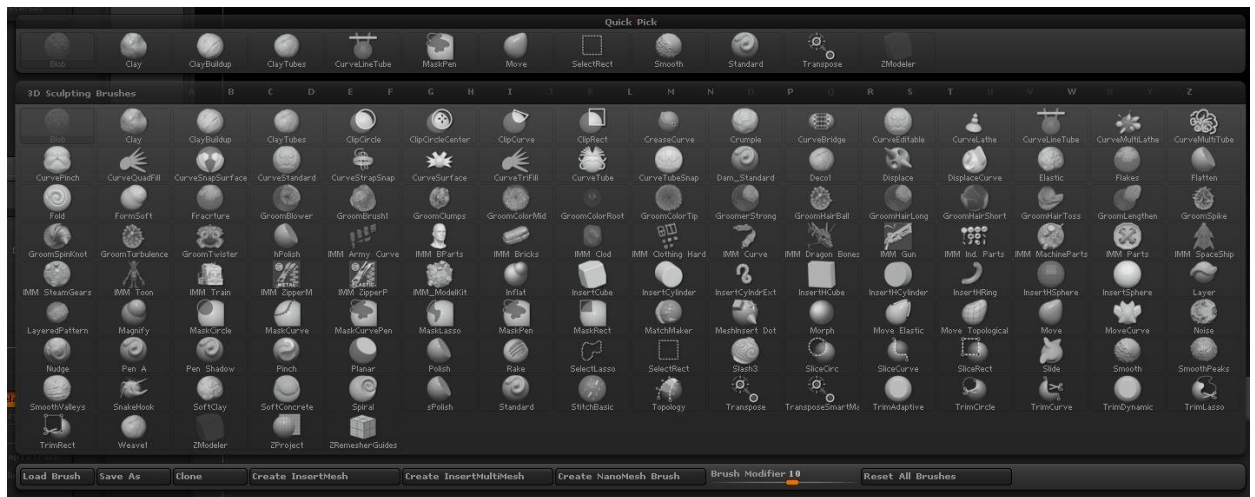 Quick Pick
Blob Clay ClayBuildup ClayTubes CurveLineTube MaskPen Move SelectRect Smooth Standard Transpose ZModeler
3D Sculpting Brushes A B C D E F G H I J K L M N O P Q R S T U V W X Y Z
Blob Clay ClayBuildup ClayTubes ClipCircle ClipCircleCenter ClipCurve ClipRect CreaseCurve Crumple CurveBridge CurveEditable CurveLathe CurveLineTube CurveMultiLathe CurveMultiTube
CurvePinch CurveQuadFill CurveSnapSurface CurveStandard CurveStrapSnap CurveSurface CurveTriFill CurveTube CurveTubeSnap Dam_Standard Deco1 Displace DisplaceCurve Elastic Flakes Flatten
Fold FormSoft Fracrture GroomBlower GroomBrush1 GroomClumps GroomColorMid GroomColorRoot GroomColorTip GroomerStrong GroomHairBall GroomHairLong GroomHairShort GroomHairToss GroomLengthen GroomSpike
GroomSpinKnot GroomTurbulence GroomTwister hPolish IMM Army Curve IMM BParts IMM Bricks IMM Clod IMM Clothing Hard IMM Curve IMM Dragon Bones IMM Gun IMM Ind. Parts IMM MachineParts IMM Parts IMM SpaceShip
IMM SteamGears IMM Toon IMM Train IMM ZipperM IMM ZipperP IMM_ModelKit Inflat InsertCube InsertCylinder InsertCylndrExt InsertHCube InsertHCylinder InsertHRing InsertHSphere InsertSphere Layer
LayeredPattern Magnify MaskCircle MaskCurve MaskCurvePen MaskLasso MaskPen MaskRect MatchMaker MeshInsert Dot Morph Move Elastic Move Topological Move MoveCurve Noise
Nudge Pen A Pen Shadow Pinch Planar Polish Rake SelectLasso SelectRect Slash3 SliceCirc SliceCurve SliceRect Slide Smooth SmoothPeaks
SmoothValleys SnakeHook SoftClay SoftConcrete Spiral sPolish Standard StitchBasic Topology Transpose TransposeSmartMa TrimAdaptive TrimCircle TrimCurve TrimDynamic TrimLasso
TrimRect Weave1 ZModeler ZProject ZRemesherGuides
Load Brush Save As Clone Create InsertMesh Create InsertMultiMesh Create NanoMesh Brush Brush Modifier 10 Reset All Brushes